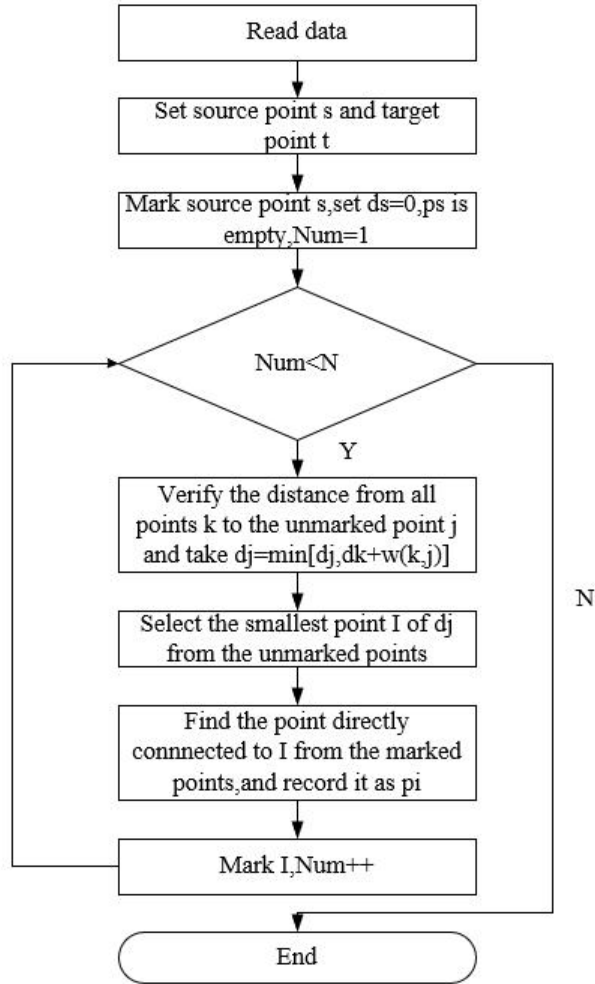 Read data
Set source point s and target
point t
Mark source point s,set ds=0,ps is
empty,Num=1
Num<N
Y
Verify the distance from all
points k to the unmarked point j
and take dj=min[dj,dk+w(k,j)]
N
Select the smallest point I of dj
from the unmarked points
Find the point directly
connnected to I from the marked
points,and record it as pi
Mark I,Num++
End